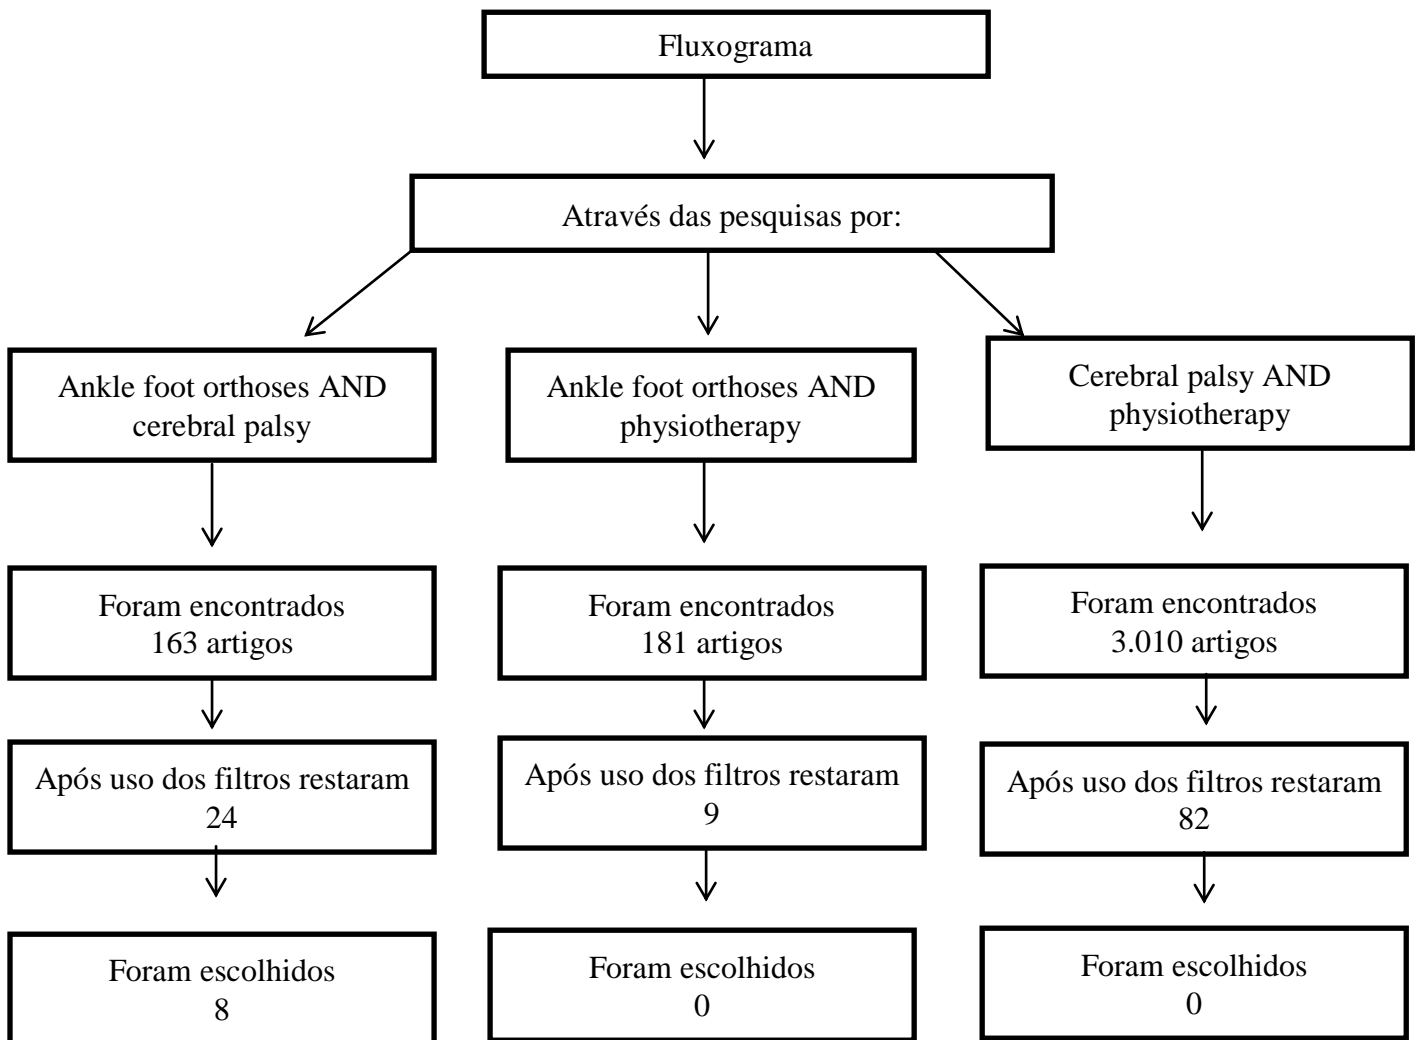 Fluxograma
Através das pesquisas por:
Ankle foot orthoses AND
cerebral palsy
Ankle foot orthoses AND
physiotherapy
Cerebral palsy AND
physiotherapy
Foram encontrados
163 artigos
Foram encontrados
181 artigos
Foram encontrados
3.010 artigos
Após uso dos filtros restaram
24
Após uso dos filtros restaram
9
Após uso dos filtros restaram
82
Foram escolhidos
8
Foram escolhidos
0
Foram escolhidos
0